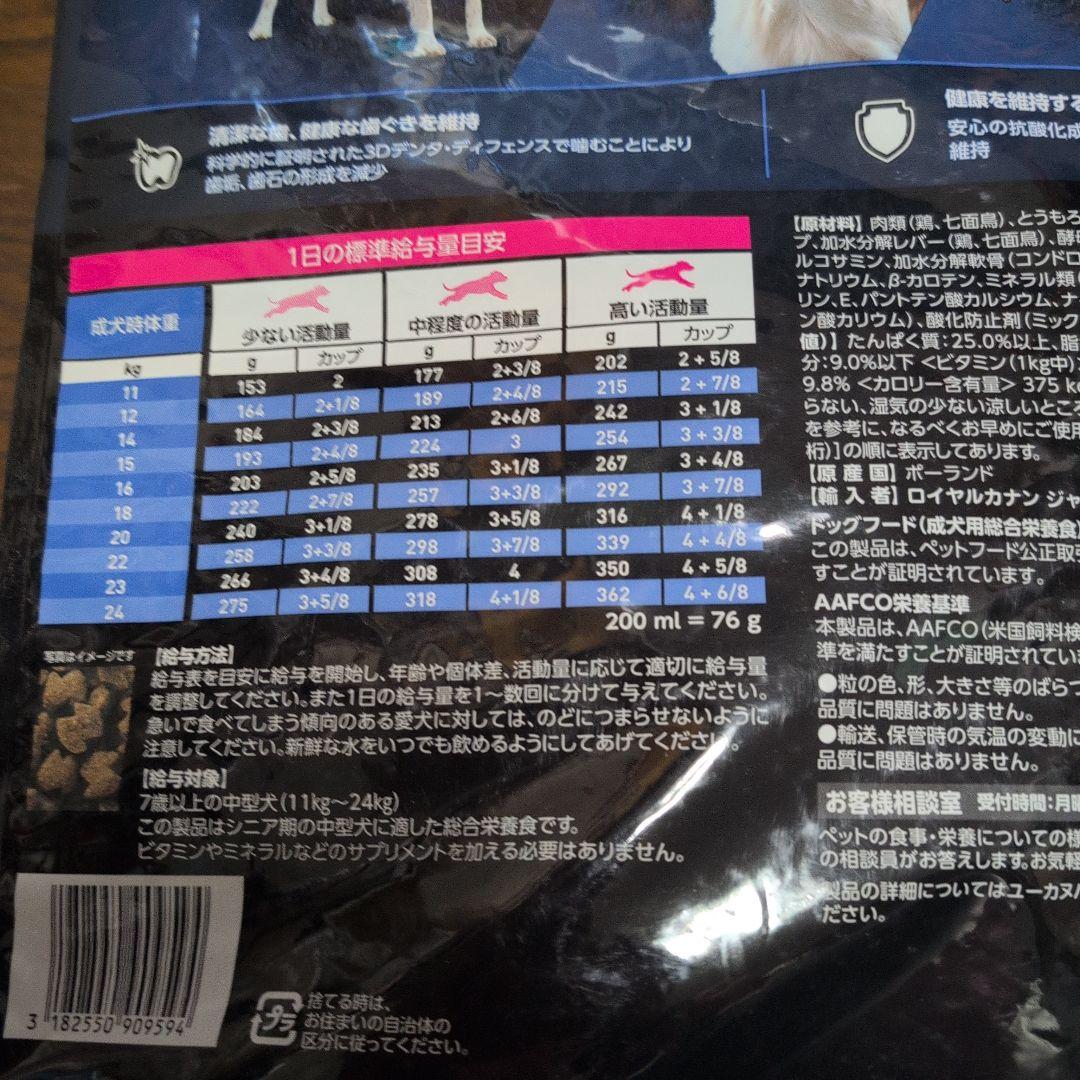 清潔な歯、健康な歯ぐきを維持
科学的に証明された3Dデンタ・ディフェンスで噛むことにより
歯垢、歯石の形成を減少
健康を維持する
安心の抗酸化成
維持
1日の標準給与量目安
成犬時体重 少ない活動量 中程度の活動量 高い活動量
kg g カップ g カップ g カップ
11 153 2 177 2+3/8 202 2+5/8
12 164 2+1/8 189 2+4/8 215 2+7/8
14 184 2+3/8 213 2+6/8 242 3+1/8
15 193 2+4/8 224 3 254 3+3/8
16 203 2+5/8 235 3+1/8 267 3+4/8
18 222 2+7/8 257 3+3/8 292 3+7/8
20 240 3+1/8 278 3+5/8 316 4+1/8
22 258 3+3/8 298 3+7/8 339 4+4/8
23 266 3+4/8 308 4 350 4+5/8
24 275 3+5/8 318 4+1/8 362 4+6/8
200 ml = 76 g
写真はイメージです
【給与方法】
給与表を目安に給与を開始し、年齢や個体差、活動量に応じて適切に給与量
を調整してください。また1日の給与量を1〜数回に分けて与えてください。
急いで食べてしまう傾向のある愛犬に対しては、のどにつまらせないように
注意してください。新鮮な水をいつでも飲めるようにしてあげてください。
【給与対象】
7歳以上の中型犬(11kg〜24kg)
この製品はシニア期の中型犬に適した総合栄養食です。
ビタミンやミネラルなどのサプリメントを加える必要はありません。
【原材料】肉類(鶏、七面鳥)、とうもろ
プ、加水分解レバー(鶏、七面鳥)、酵
ルコサミン、加水分解軟骨(コンドロ
ナトリウム、β-カロテン、ミネラル類
リン、E、パントテン酸カルシウム、ナ
ン酸カリウム)、酸化防止剤(ミック
値)】たんぱく質:25.0%以上、脂
分:9.0%以下 <ビタミン(1kg中)
9.8% <カロリー含有量> 375 k
らない、湿気の少ない涼しいところ
を参考に、なるべくお早めにご使用
桁)]の順に表示してあります。
【原産国】ポーランド
【輸入者】ロイヤルカナン ジャ
ドッグフード(成犬用総合栄養食)
この製品は、ペットフード公正取
すことが証明されています。
AAFCO栄養基準
本製品は、AAFCO(米国飼料検
準を満たすことが証明されてい
●粒の色、形、大きさ等のばらつ
品質に問題はありません。
●輸送、保管時の気温の変動に
品質に問題はありません。
お客様相談室 受付時間:月曜
ペットの食事・栄養についての様
の相談員がお答えします。お気軽
製品の詳細についてはユーカヌバ
ださい。
3 182550 909594
プラ
捨てる時は、
お住まいの自治体の
区分に従ってください。